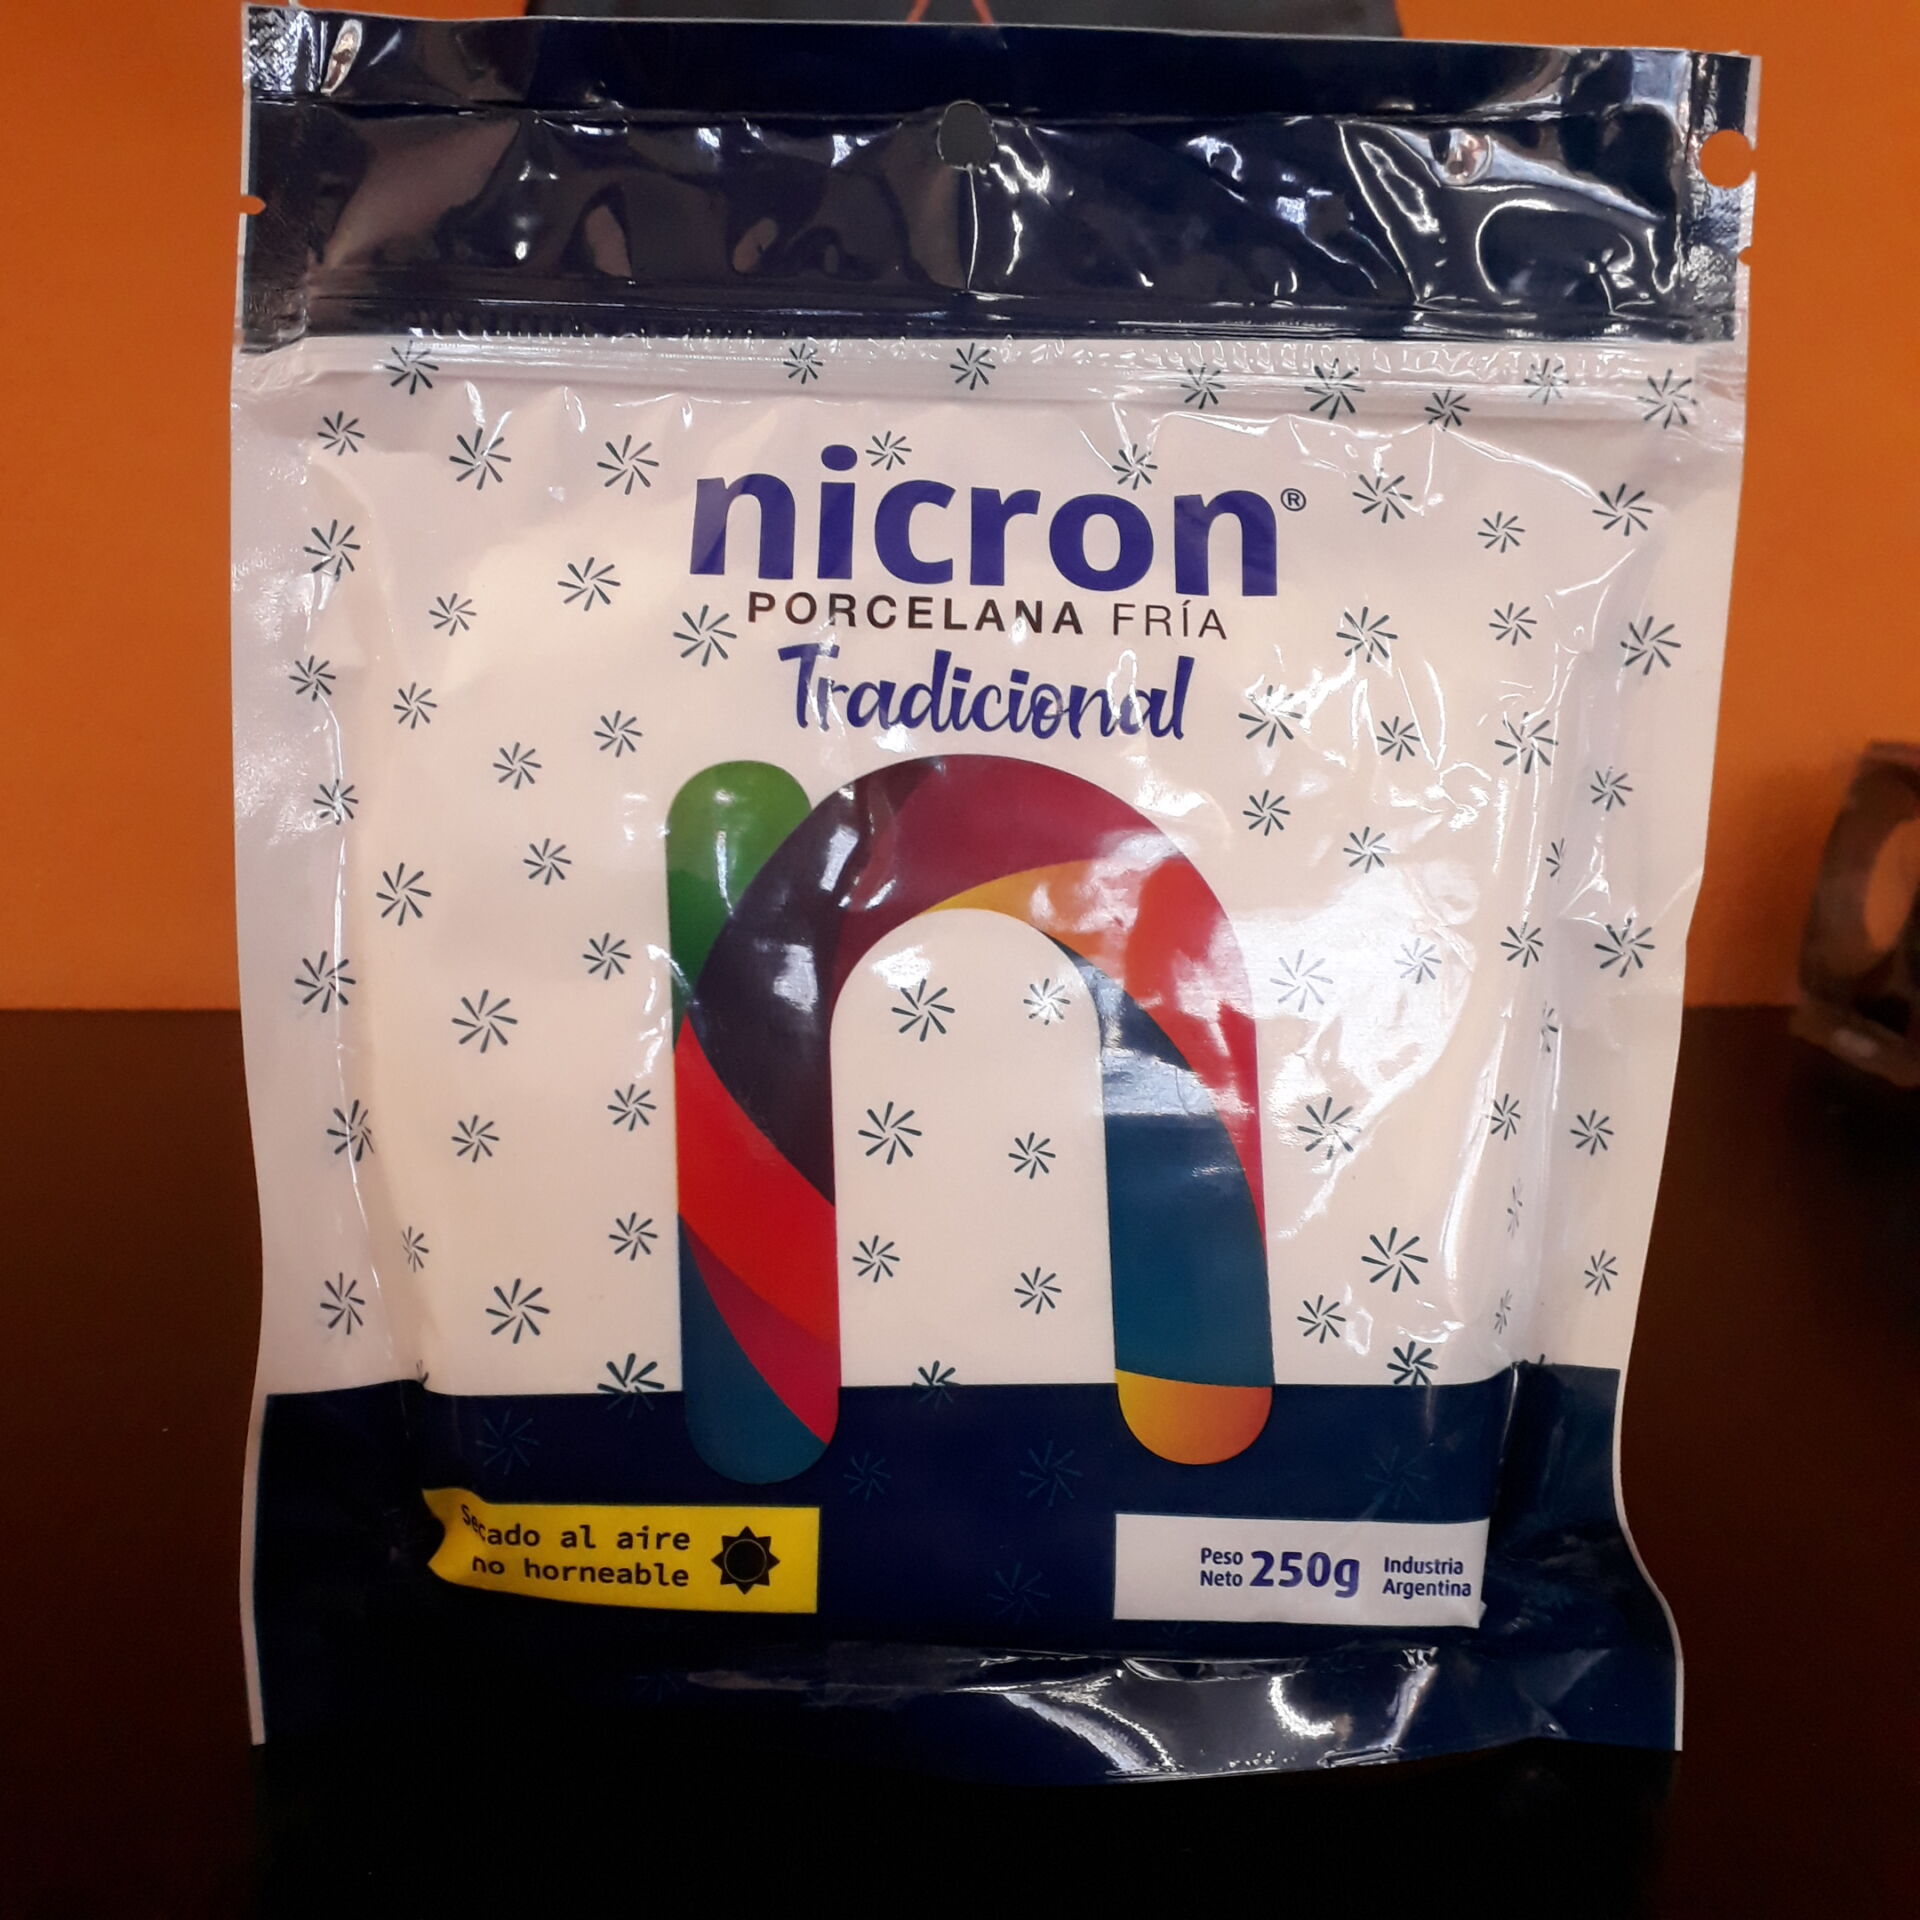 nicron®
PORCELANA FRÍA
Tradicional
Secado al aire
no horneable
Peso
Neto
250g
Industria
Argentina